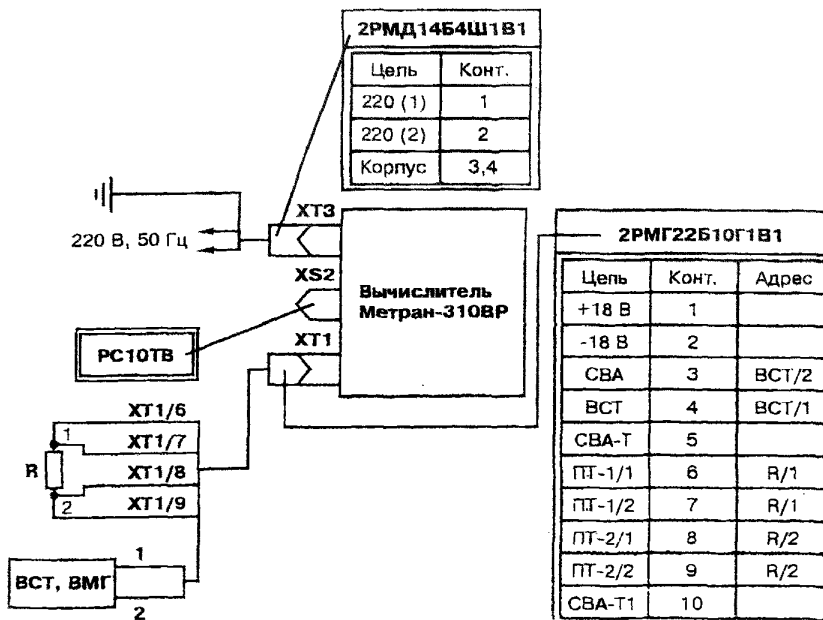 2РМД14Б4Ш1В1
Цель Конт.
220 (1) 1
220 (2) 2
Корпус 3,4
ХТ3
220 В, 50 Гц
XS2
РС10ТВ
ХТ1
Вычислитель
Метран-310ВР
2РМГ22Б10Г1В1
Цепь Конт. Адрес
+18 В 1
-18 В 2
СВА 3 ВСТ/2
ВСТ 4 ВСТ/1
СВА-Т 5
ПТ-1/1 6 R/1
ПТ-1/2 7 R/1
ПТ-2/1 8 R/2
ПТ-2/2 9 R/2
СВА-Т1 10
ХТ1/6
1
ХТ1/7
R
ХТ1/8
2
ХТ1/9
1
ВСТ, ВМГ
2